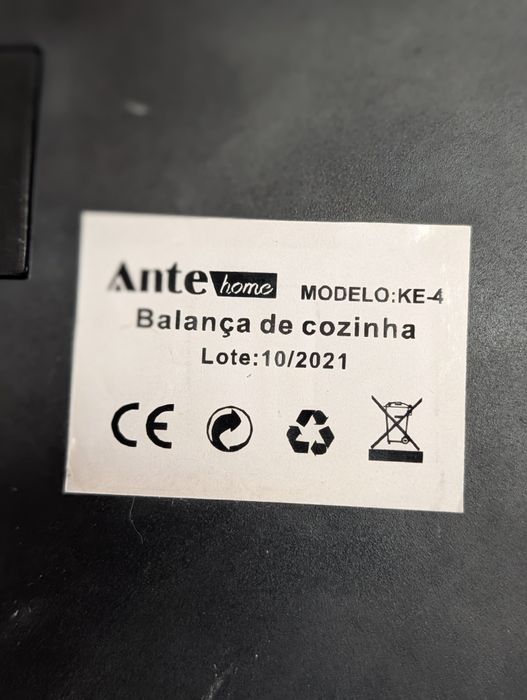 Ante home MODELO:KE-4
Balança de cozinha
Lote:10/2021
CE